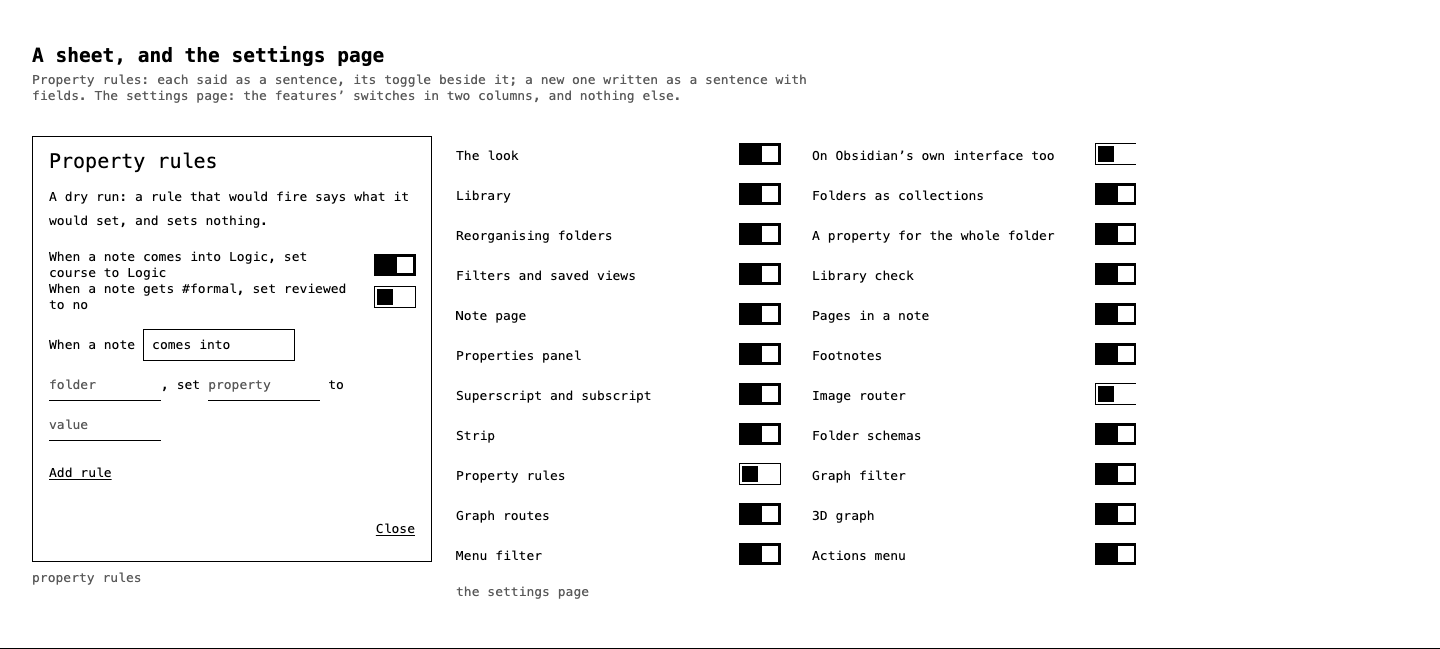 A sheet, and the settings page
Property rules: each said as a sentence, its toggle beside it; a new one written as a sentence with
fields. The settings page: the features’ switches in two columns, and nothing else.
Property rules
A dry run: a rule that would fire says what it
would set, and sets nothing.
When a note comes into Logic, set
course to Logic
When a note gets #formal, set reviewed
to no
When a note comes into
folder , set property to
value
Add rule
Close
property rules
The look
Library
Reorganising folders
Filters and saved views
Note page
Properties panel
Superscript and subscript
Strip
Property rules
Graph routes
Menu filter
On Obsidian’s own interface too
Folders as collections
A property for the whole folder
Library check
Pages in a note
Footnotes
Image router
Folder schemas
Graph filter
3D graph
Actions menu
the settings page